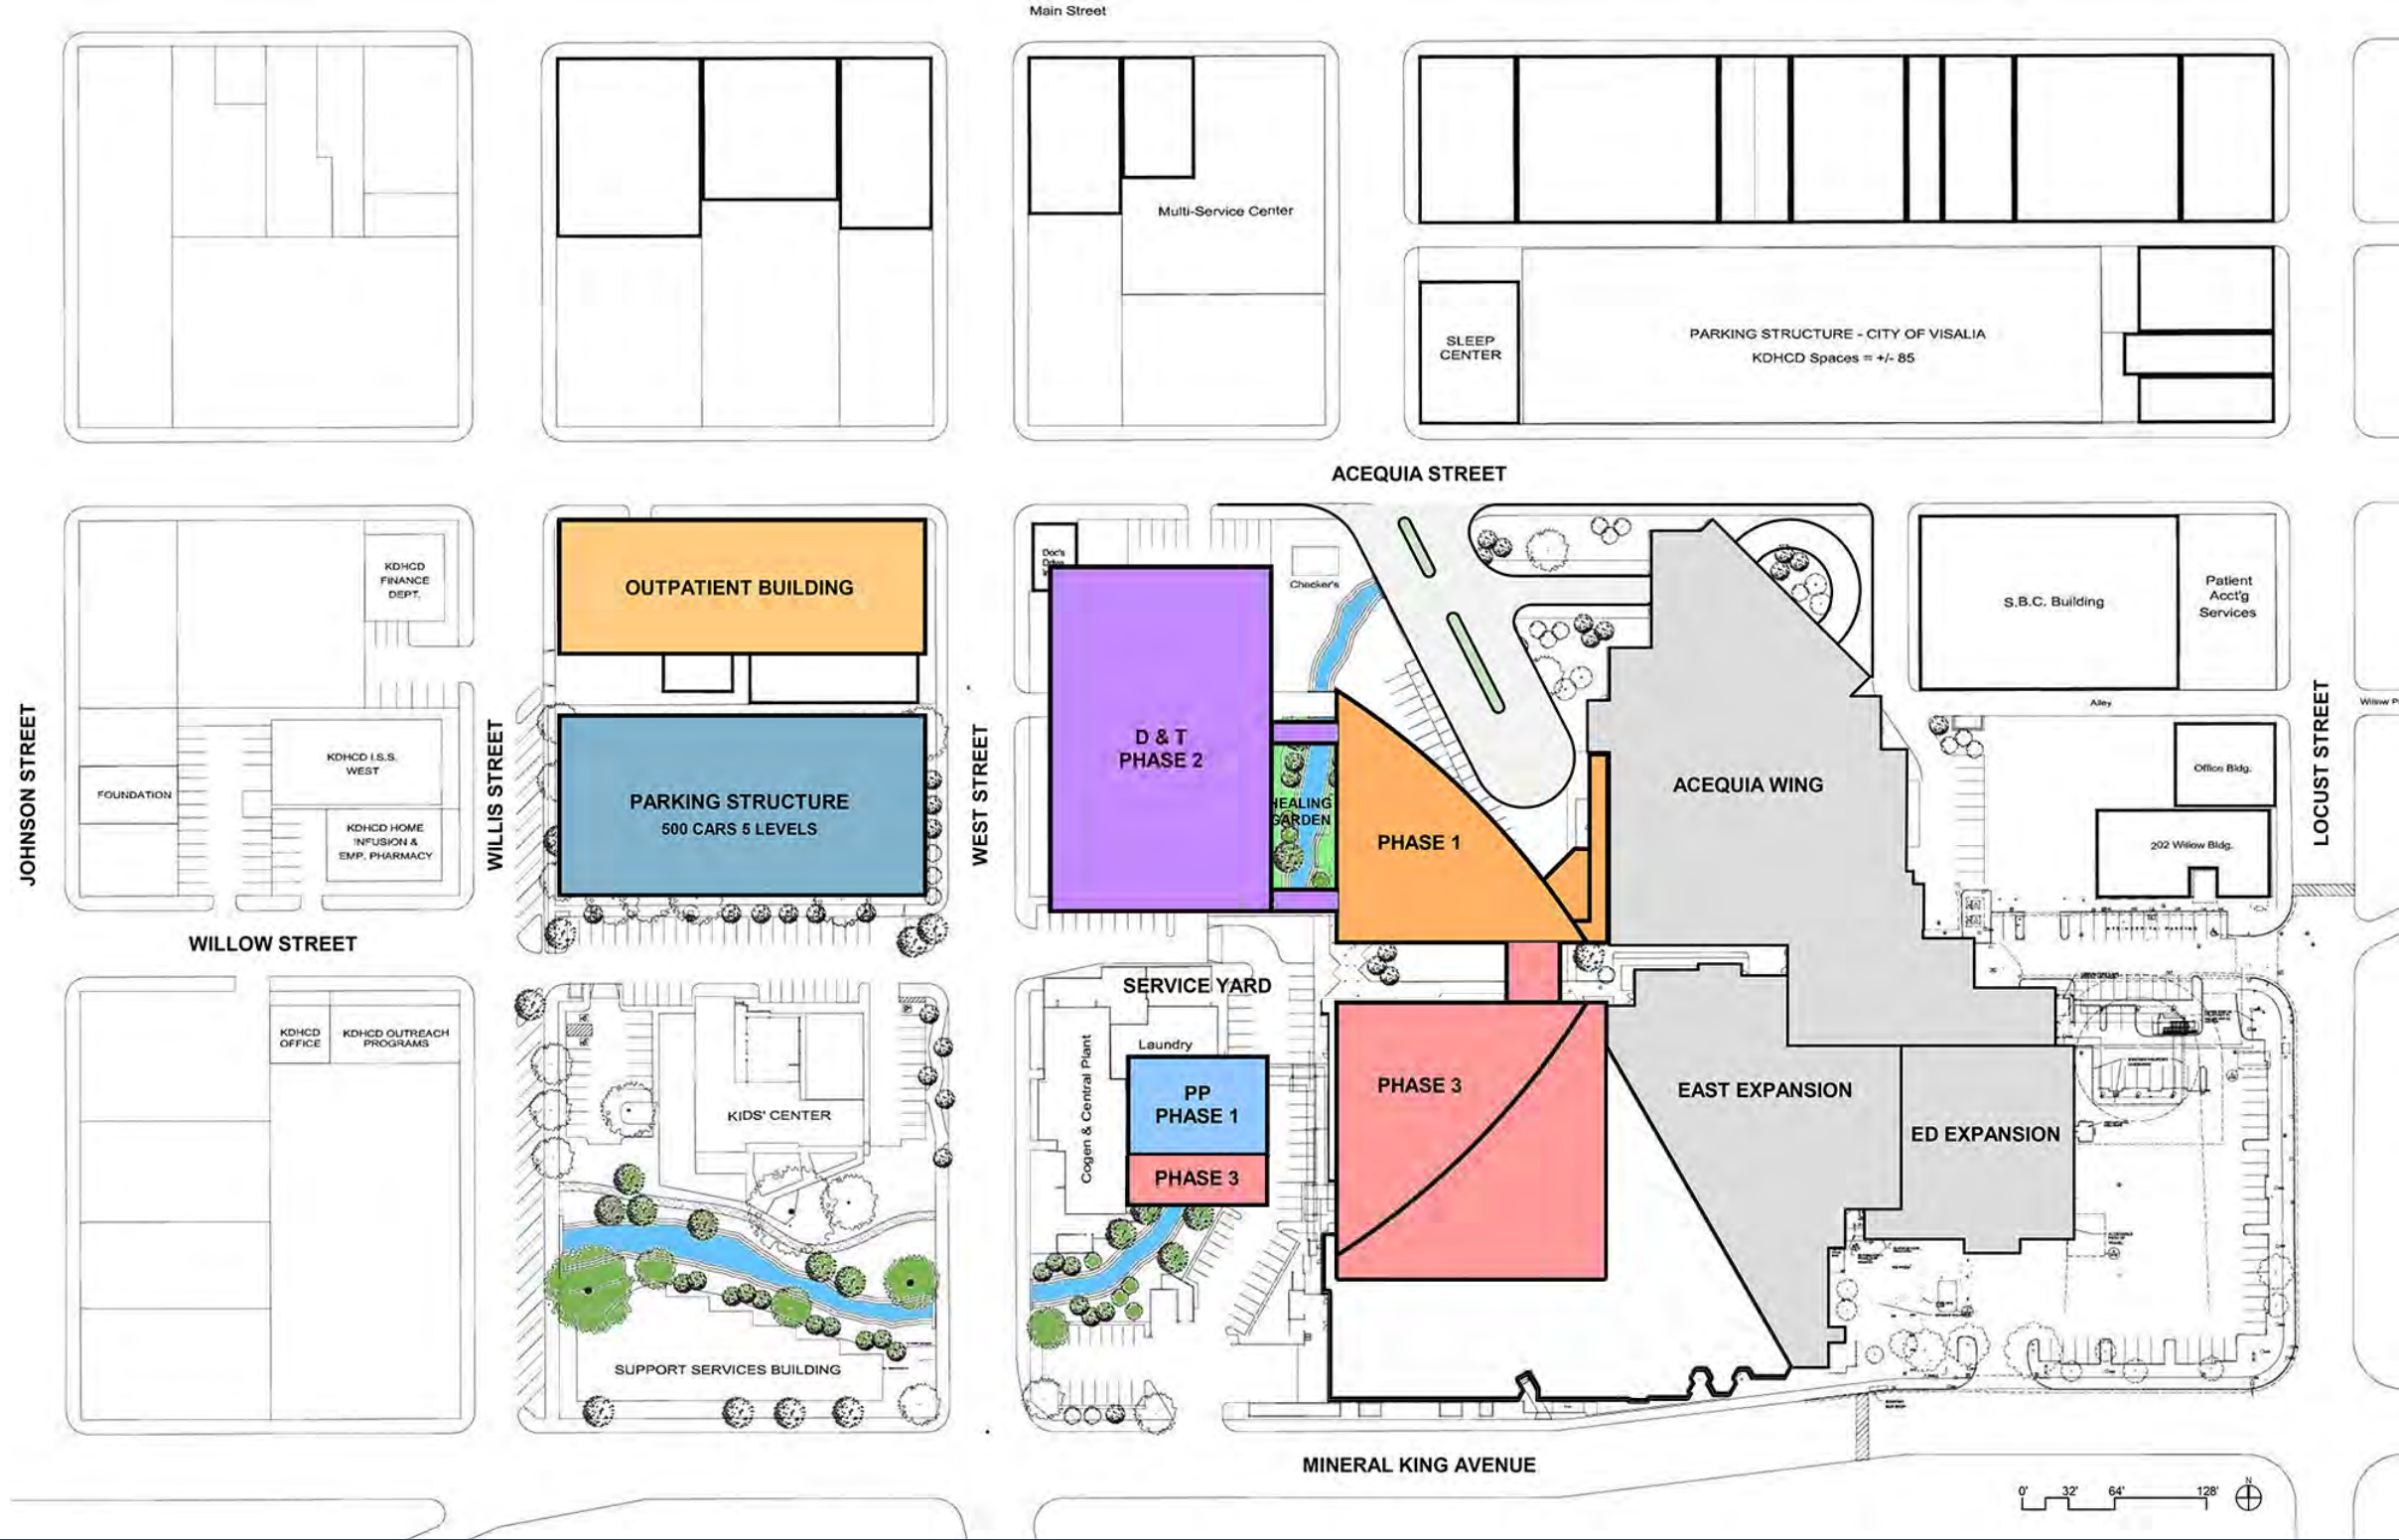 Main Street
Multi-Service Center
SLEEP
CENTER
PARKING STRUCTURE - CITY OF VISALIA
KDHCD Spaces = +/- 85
ACEQUIA STREET
KDHCD
FINANCE
DEPT.
OUTPATIENT BUILDING
Doc's
Checker's
S.B.C. Building
Patient
Acct'g
Services
JOHNSON STREET
WILLIS STREET
WEST STREET
LOCUST STREET
Alley
Willow
KDHCD I.S.S.
WEST
FOUNDATION
KDHCD HOME
INFUSION &
EMP. PHARMACY
PARKING STRUCTURE
500 CARS 5 LEVELS
D & T
PHASE 2
HEALING
GARDEN
PHASE 1
ACEQUIA WING
Office Bldg.
202 Willow Bldg.
WILLOW STREET
SERVICE YARD
KDHCD
OFFICE
KDHCD OUTREACH
PROGRAMS
KIDS' CENTER
Cogen & Central Plant
Laundry
PP
PHASE 1
PHASE 3
PHASE 3
EAST EXPANSION
ED EXPANSION
SUPPORT SERVICES BUILDING
MINERAL KING AVENUE
0' 32' 64' 128'
N